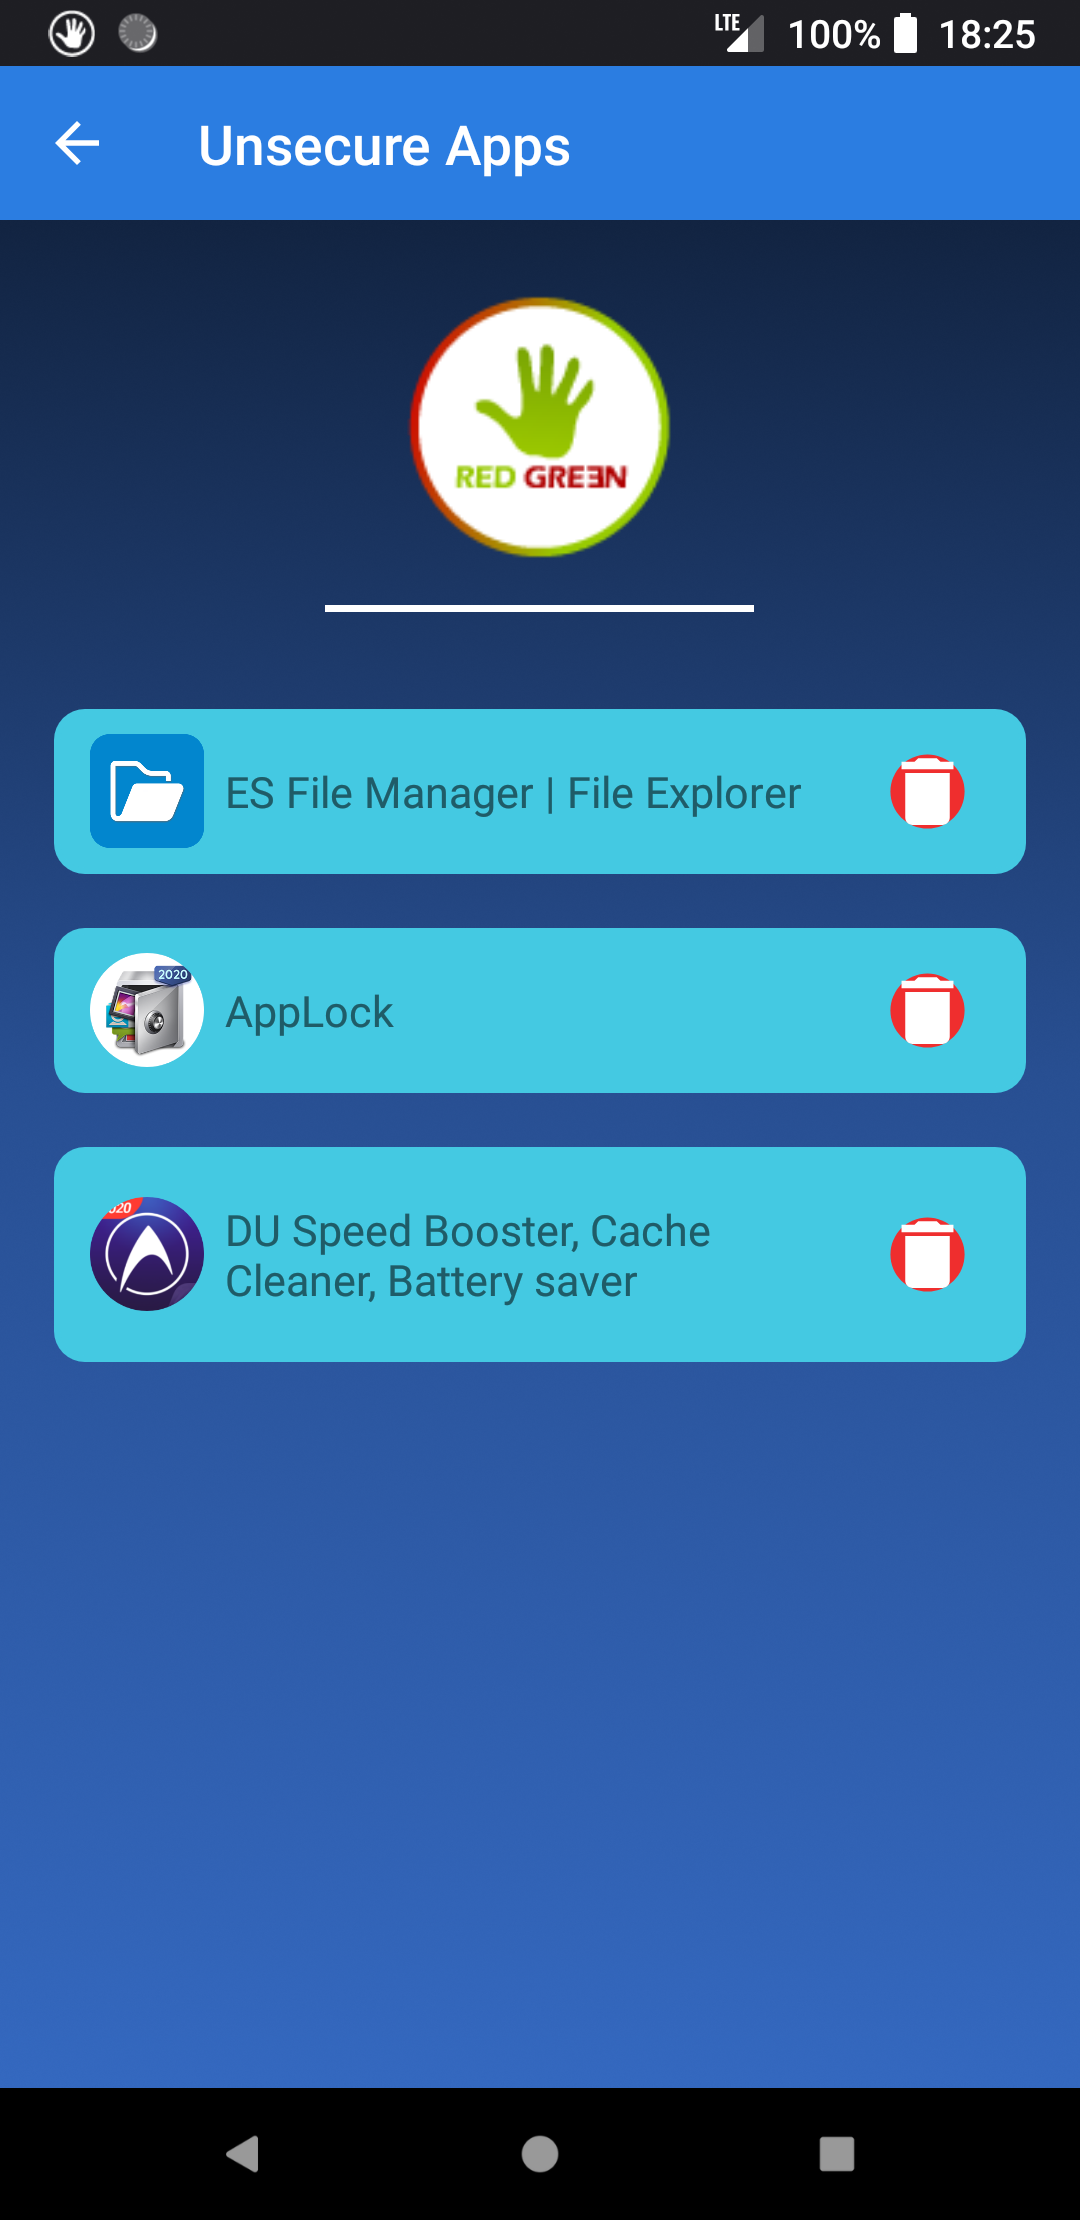 LTE 100% 18:25
Unsecure Apps
RED GREEN
ES File Manager | File Explorer
2020
AppLock
020
DU Speed Booster, Cache
Cleaner, Battery saver